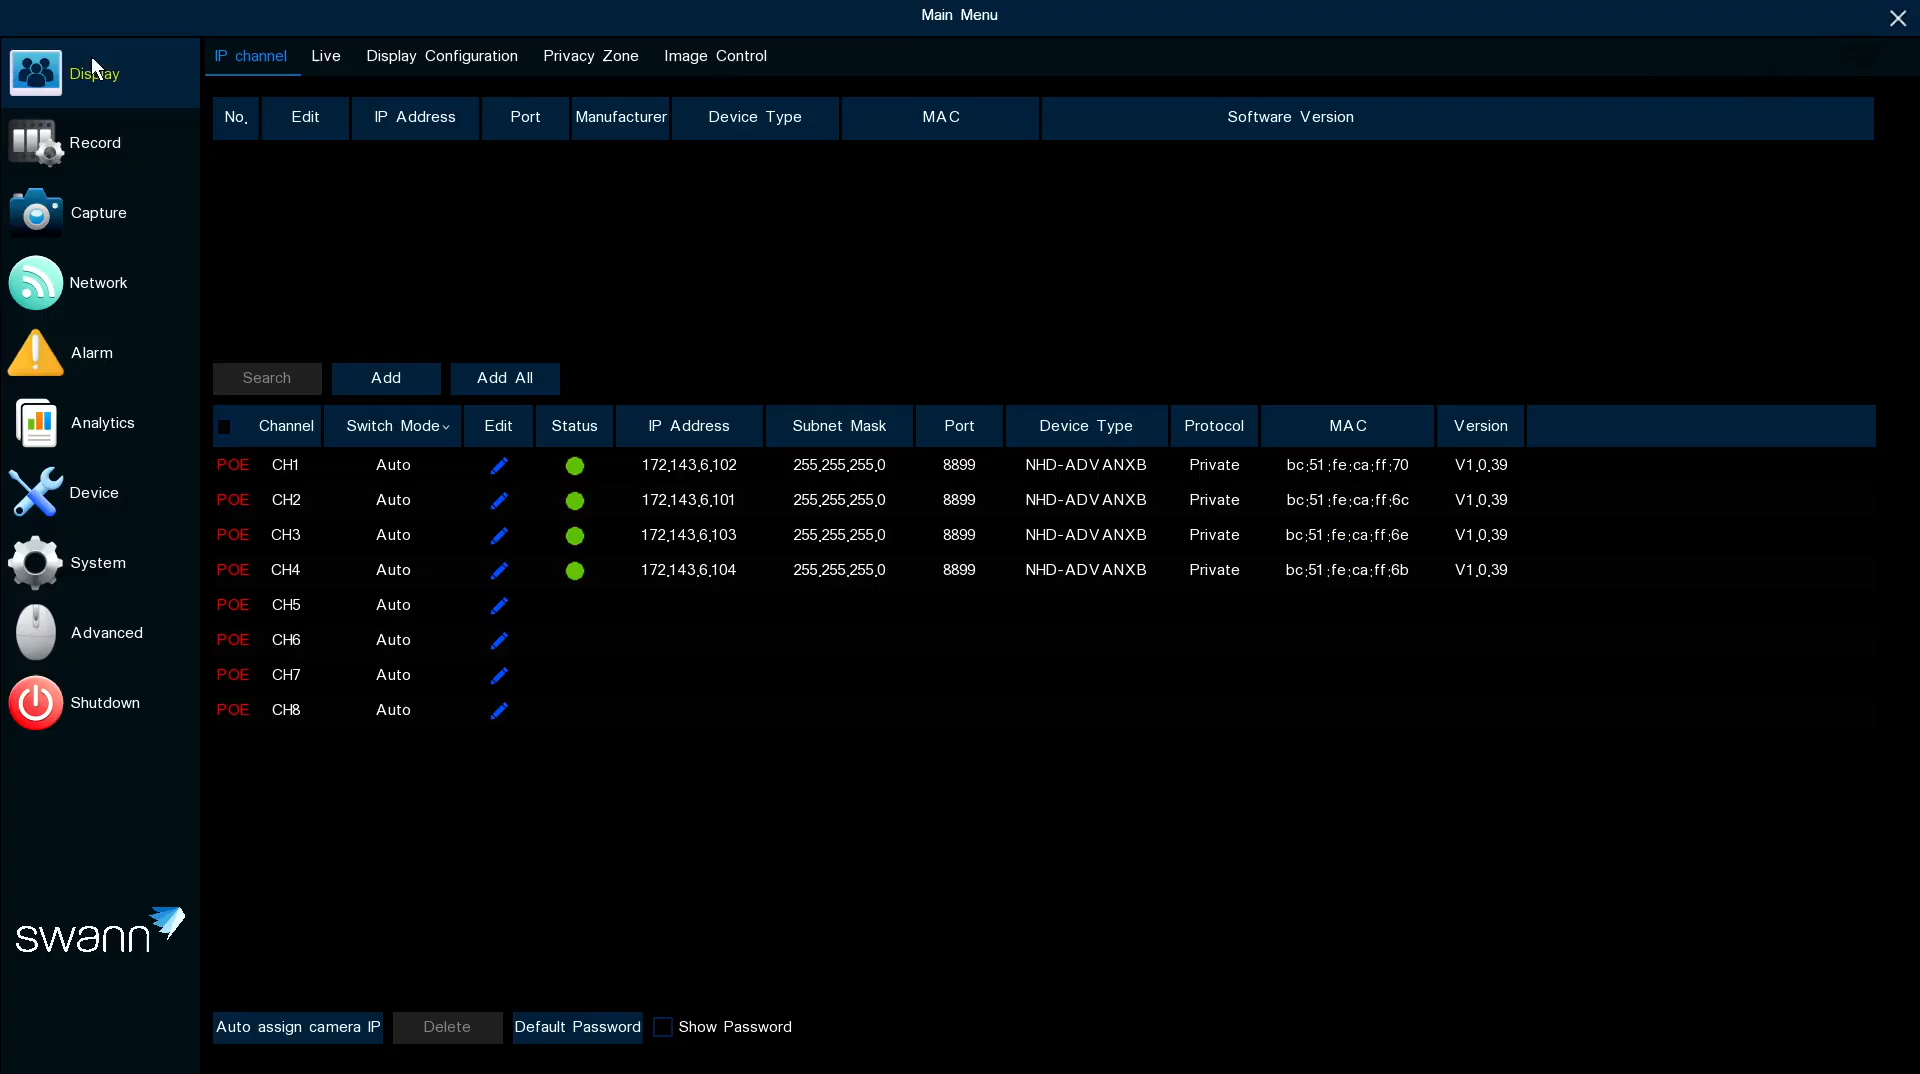 Main Menu
Display
Record
Capture
Network
Alarm
Analytics
Device
System
Advanced
Shutdown
swann
IP channel Live Display Configuration Privacy Zone Image Control
No. Edit IP Address Port Manufacturer Device Type MAC Software Version
Search Add Add All
Channel Switch Mode Edit Status IP Address Subnet Mask Port Device Type Protocol MAC Version
POE CH1 Auto 172.143.6.102 255.255.255.0 8899 NHD-ADVANXB Private bc:51:fe:ca:ff:70 V1.0.39
POE CH2 Auto 172.143.6.101 255.255.255.0 8899 NHD-ADVANXB Private bc:51:fe:ca:ff:6c V1.0.39
POE CH3 Auto 172.143.6.103 255.255.255.0 8899 NHD-ADVANXB Private bc:51:fe:ca:ff:6e V1.0.39
POE CH4 Auto 172.143.6.104 255.255.255.0 8899 NHD-ADVANXB Private bc:51:fe:ca:ff:6b V1.0.39
POE CH5 Auto
POE CH6 Auto
POE CH7 Auto
POE CH8 Auto
Auto assign camera IP Delete Default Password Show Password